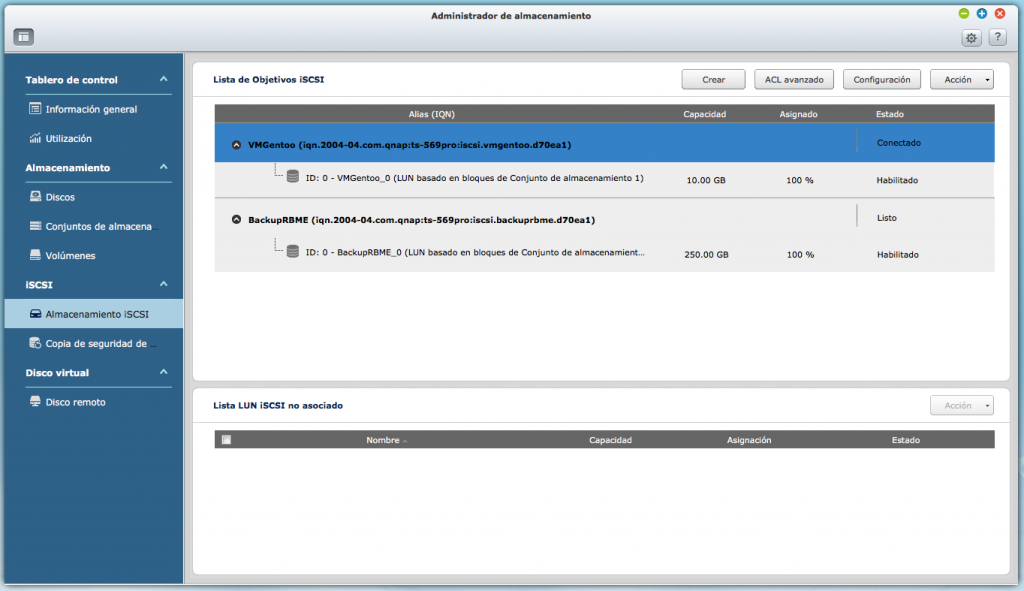 Administrador de almacenamiento
?
Tablero de control
Información general
Utilización
Almacenamiento
Discos
Conjuntos de almacena...
Volúmenes
iSCSI
Almacenamiento iSCSI
Copia de seguridad de ...
Disco virtual
Disco remoto
Lista de Objetivos iSCSI
Crear
ACL avanzado
Configuración
Acción
Alias (IQN) Capacidad Asignado Estado
VMGentoo (iqn.2004-04.com.qnap:ts-569pro:iscsi.vmgentoo.d70ea1) Conectado
ID: 0 - VMGentoo_0 (LUN basado en bloques de Conjunto de almacenamiento 1) 10.00 GB 100 % Habilitado
BackupRBME (iqn.2004-04.com.qnap:ts-569pro:iscsi.backuprbme.d70ea1) Listo
ID: 0 - BackupRBME_0 (LUN basado en bloques de Conjunto de almacenamient... 250.00 GB 100 % Habilitado
Lista LUN iSCSI no asociado
Acción
Nombre Capacidad Asignación Estado